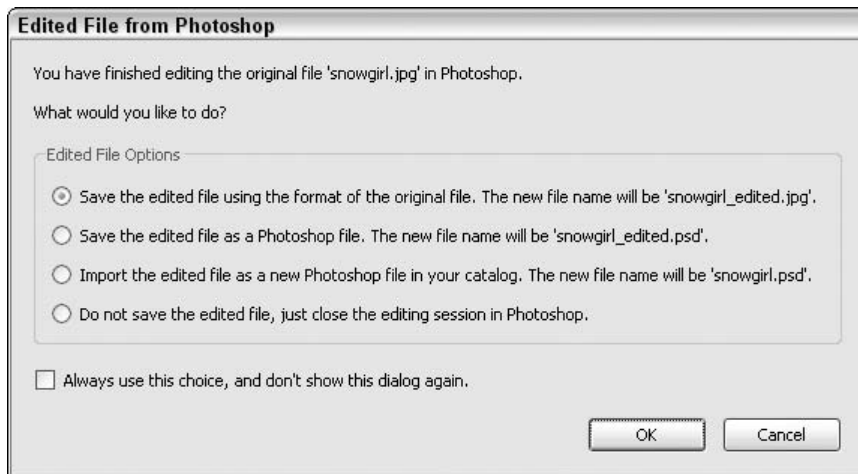 Edited File from Photoshop
You have finished editing the original file 'snowgirl.jpg' in Photoshop.
What would you like to do?
Edited File Options
Save the edited file using the format of the original file. The new file name will be 'snowgirl_edited.jpg'.
Save the edited file as a Photoshop file. The new file name will be 'snowgirl_edited.psd'.
Import the edited file as a new Photoshop file in your catalog. The new file name will be 'snowgirl.psd'.
Do not save the edited file, just close the editing session in Photoshop.
Always use this choice, and don't show this dialog again.
OK
Cancel